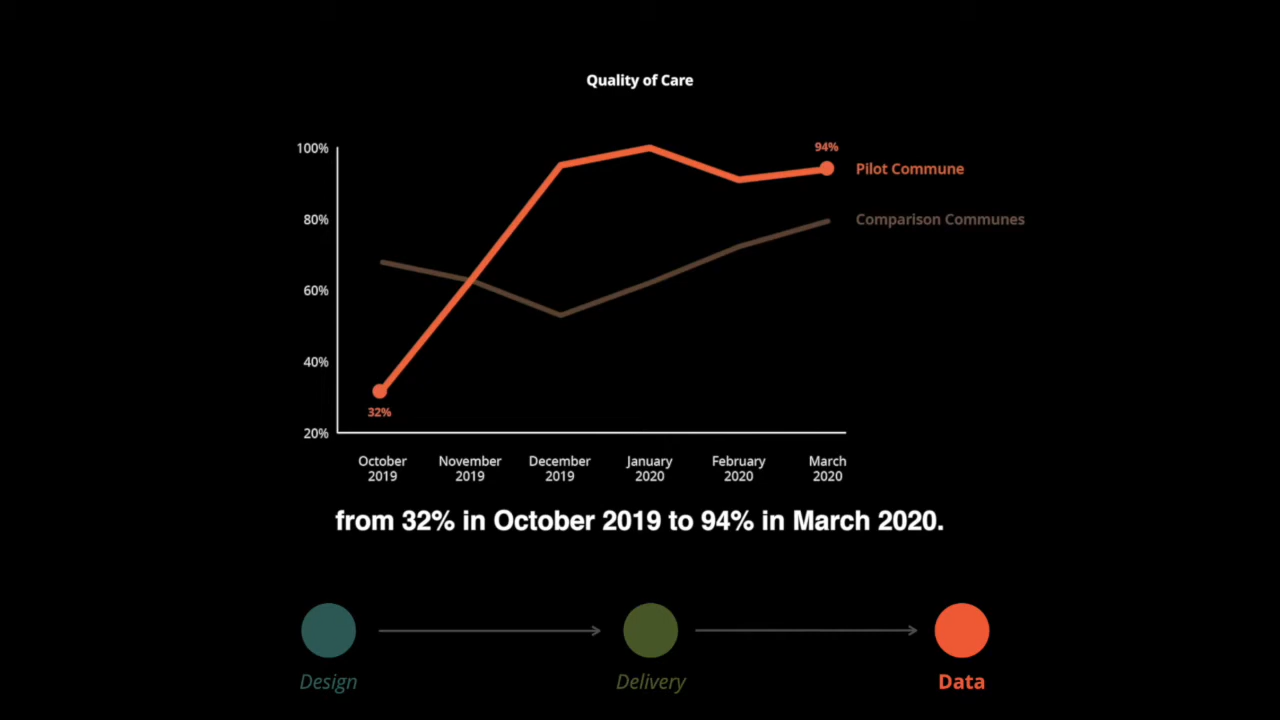 Quality of Care
100%
80%
60%
40%
20%
94%
32%
Pilot Commune
Comparison Communes
October
2019
November
2019
December
2019
January
2020
February
2020
March
2020
from 32% in October 2019 to 94% in March 2020.
Design
Delivery
Data